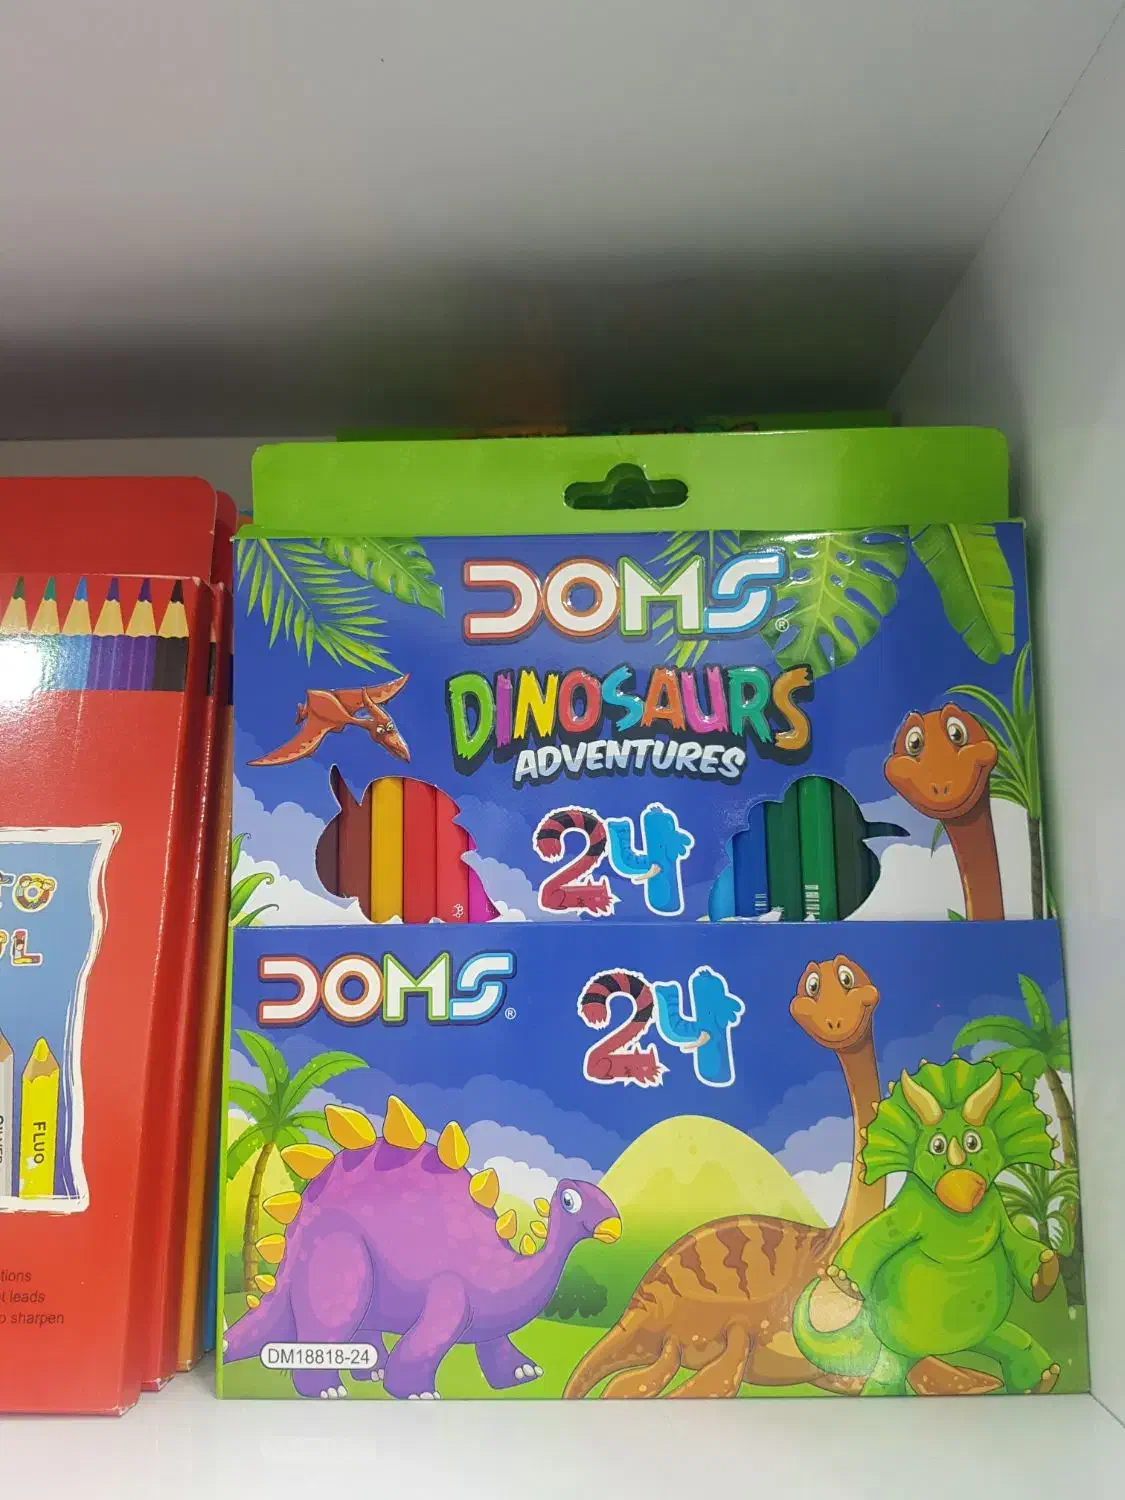 DOMS®
DINOSAURS
ADVENTURES
24
DOMS®
24
DM18818-24
FLUO
tions
leads
sharpen